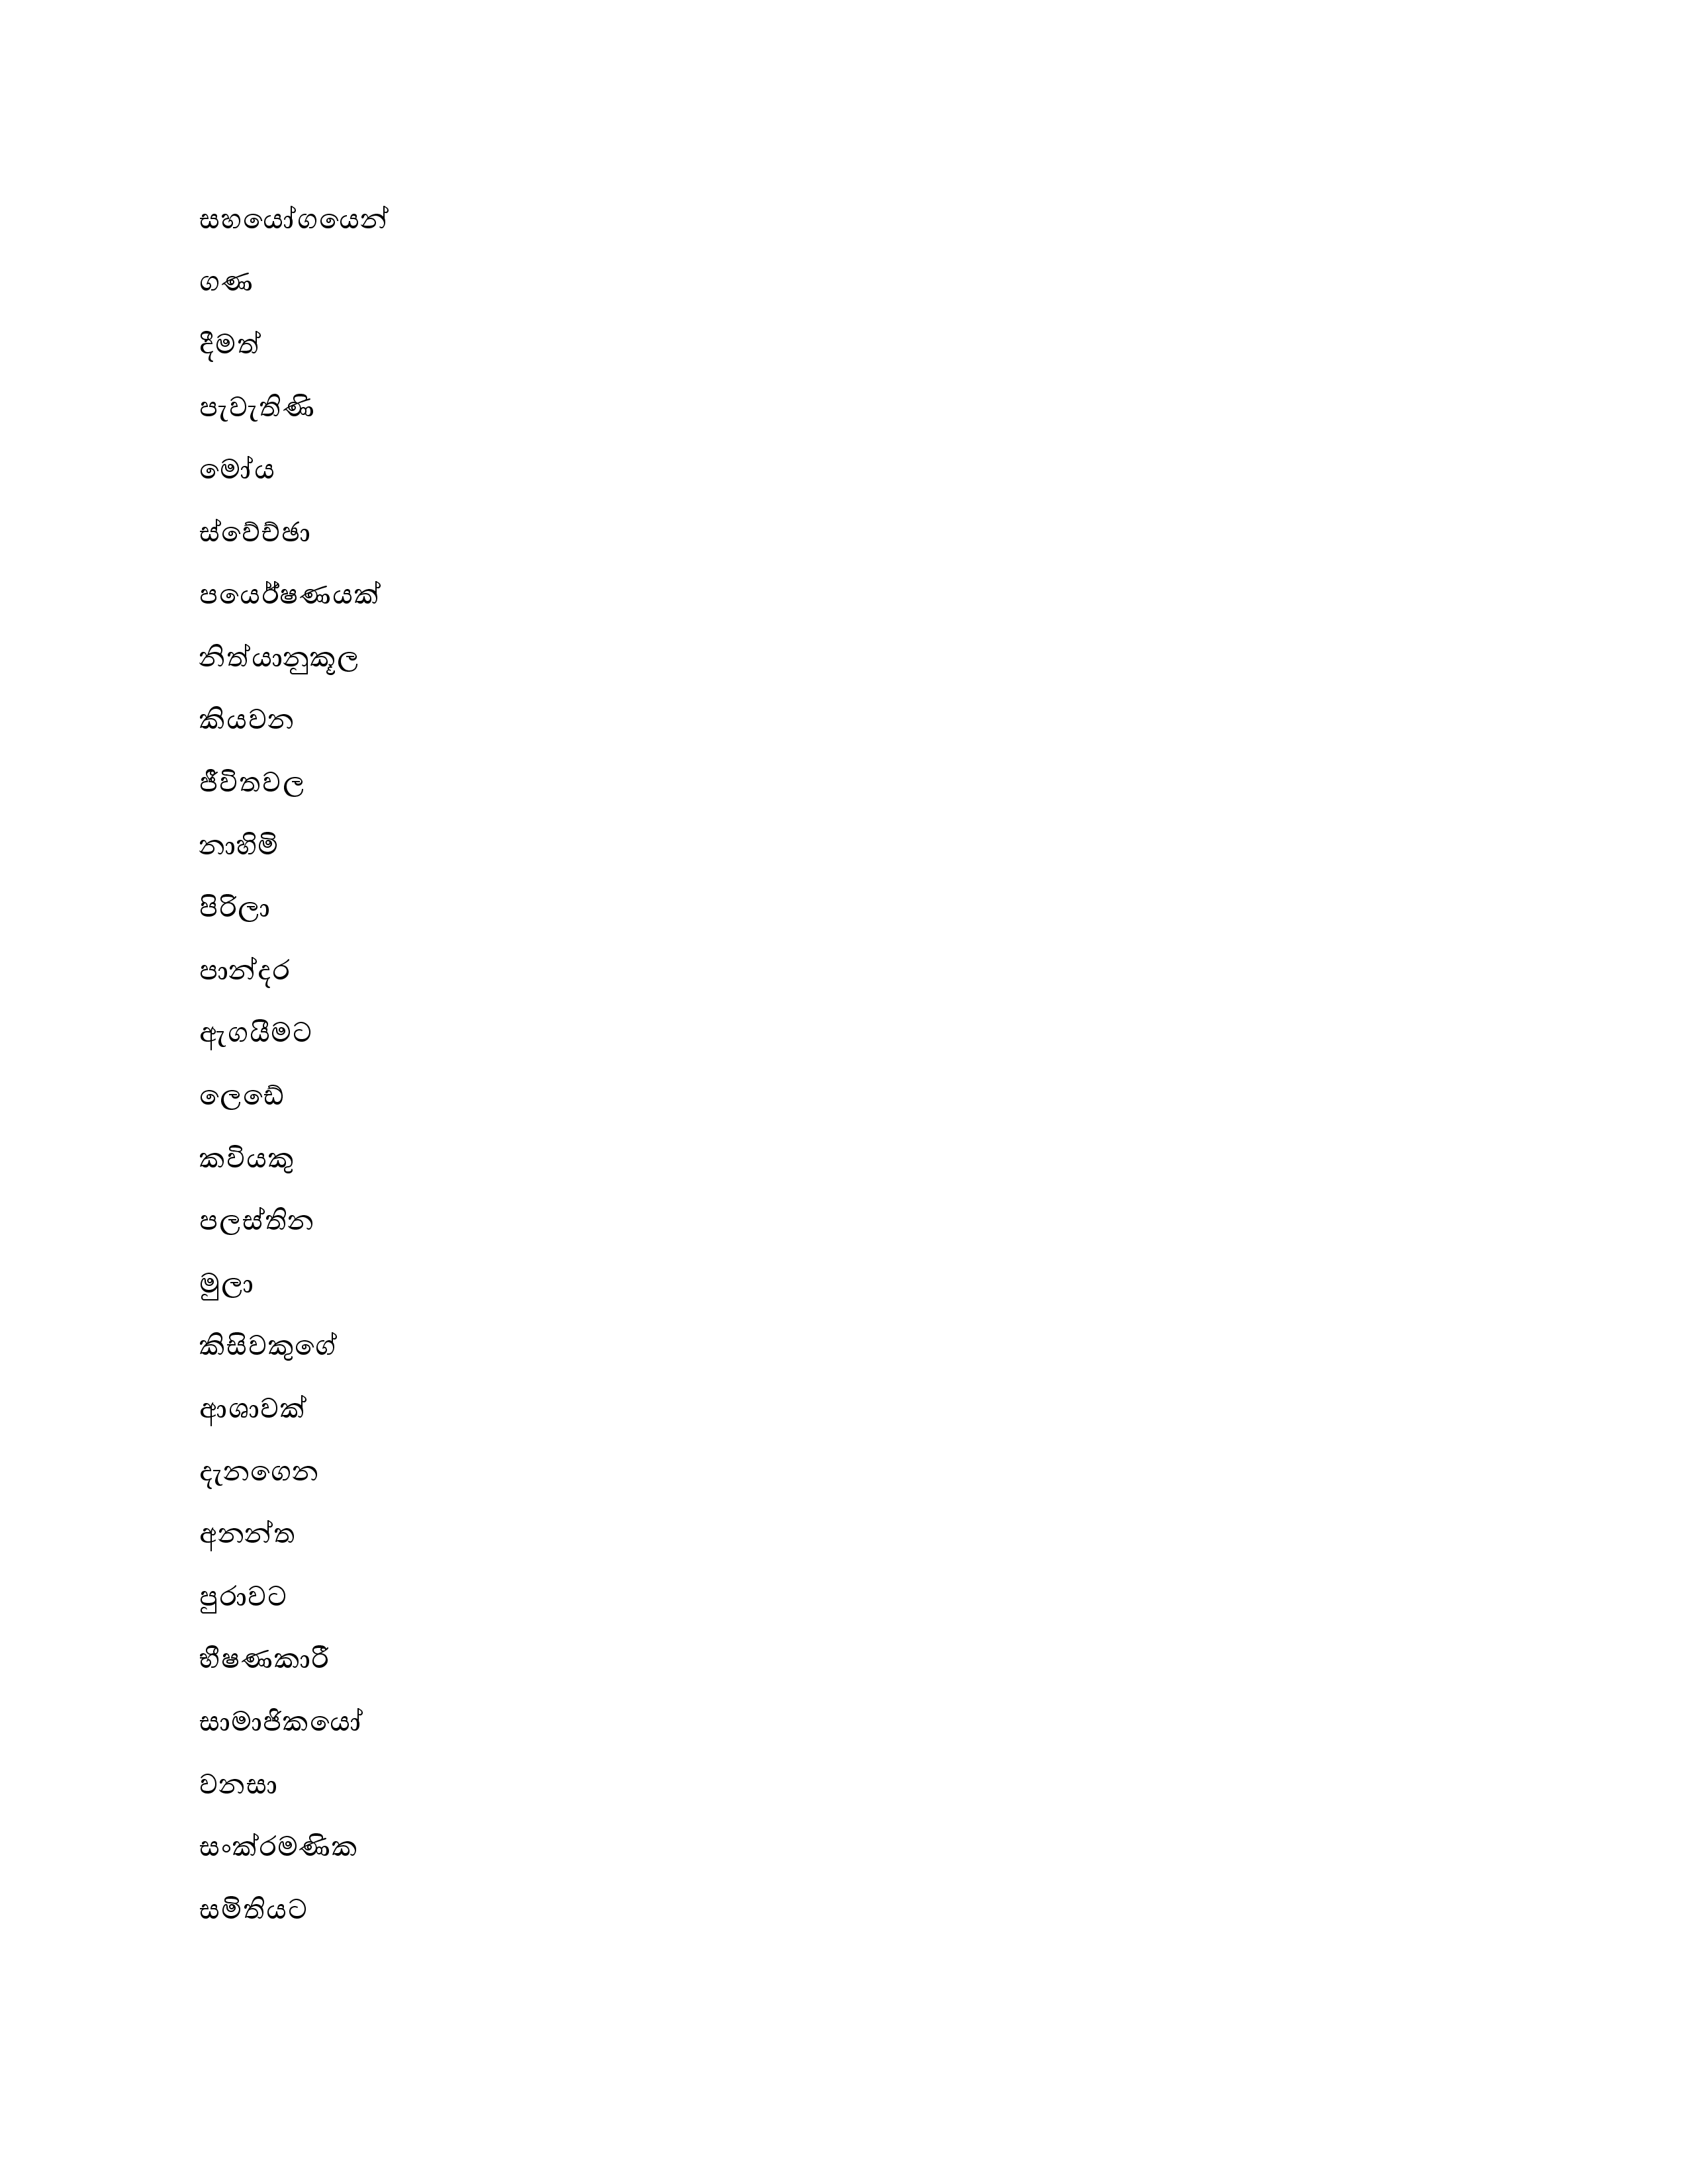 සහයෝගයෙන්
ගණ
දීමත්
පැවැතිණි
මෝය
ස්වේච්ඡා
පයෙර්ෂණයක්
නිත්යානුකූල
කියවන
ජීවිතවල
නාහිමි
පිරිලා
පාන්දර
ඇගයීමට
ලෙඩේ
කවියකු
පලස්තින
මුලා
කිසිවකුගේ
ආශාවක්
දැනගෙන
අනන්ත
පුරාවට
භීෂණකාරී
සාමාජිකයෝ
වනසා
සංක්රමණික
සමිතියට